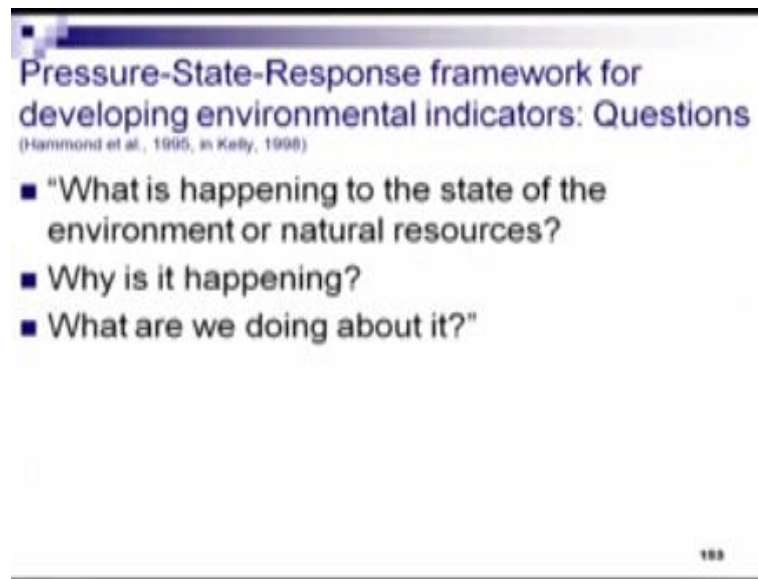 Pressure-State-Response framework for
developing environmental indicators: Questions
(Hammond et al., 1995, in Kelly, 1998)
■ “What is happening to the state of the
environment or natural resources?
■ Why is it happening?
■ What are we doing about it?”